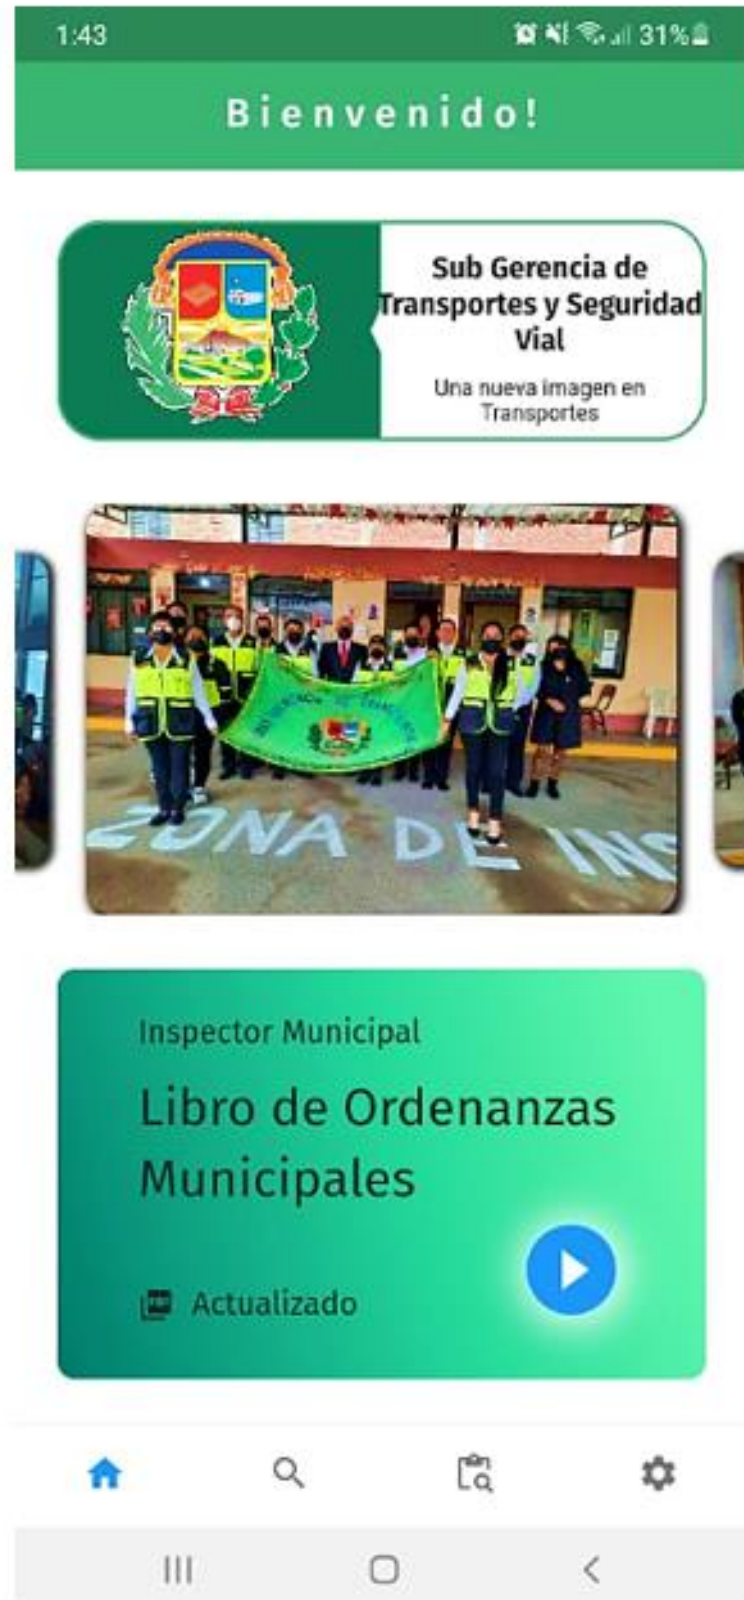 1:43
31%
Bienvenido!
Sub Gerencia de
Transportes y Seguridad
Vial
Una nueva imagen en
Transportes
ZONA DE INS
Inspector Municipal
Libro de Ordenanzas
Municipales
Actualizado